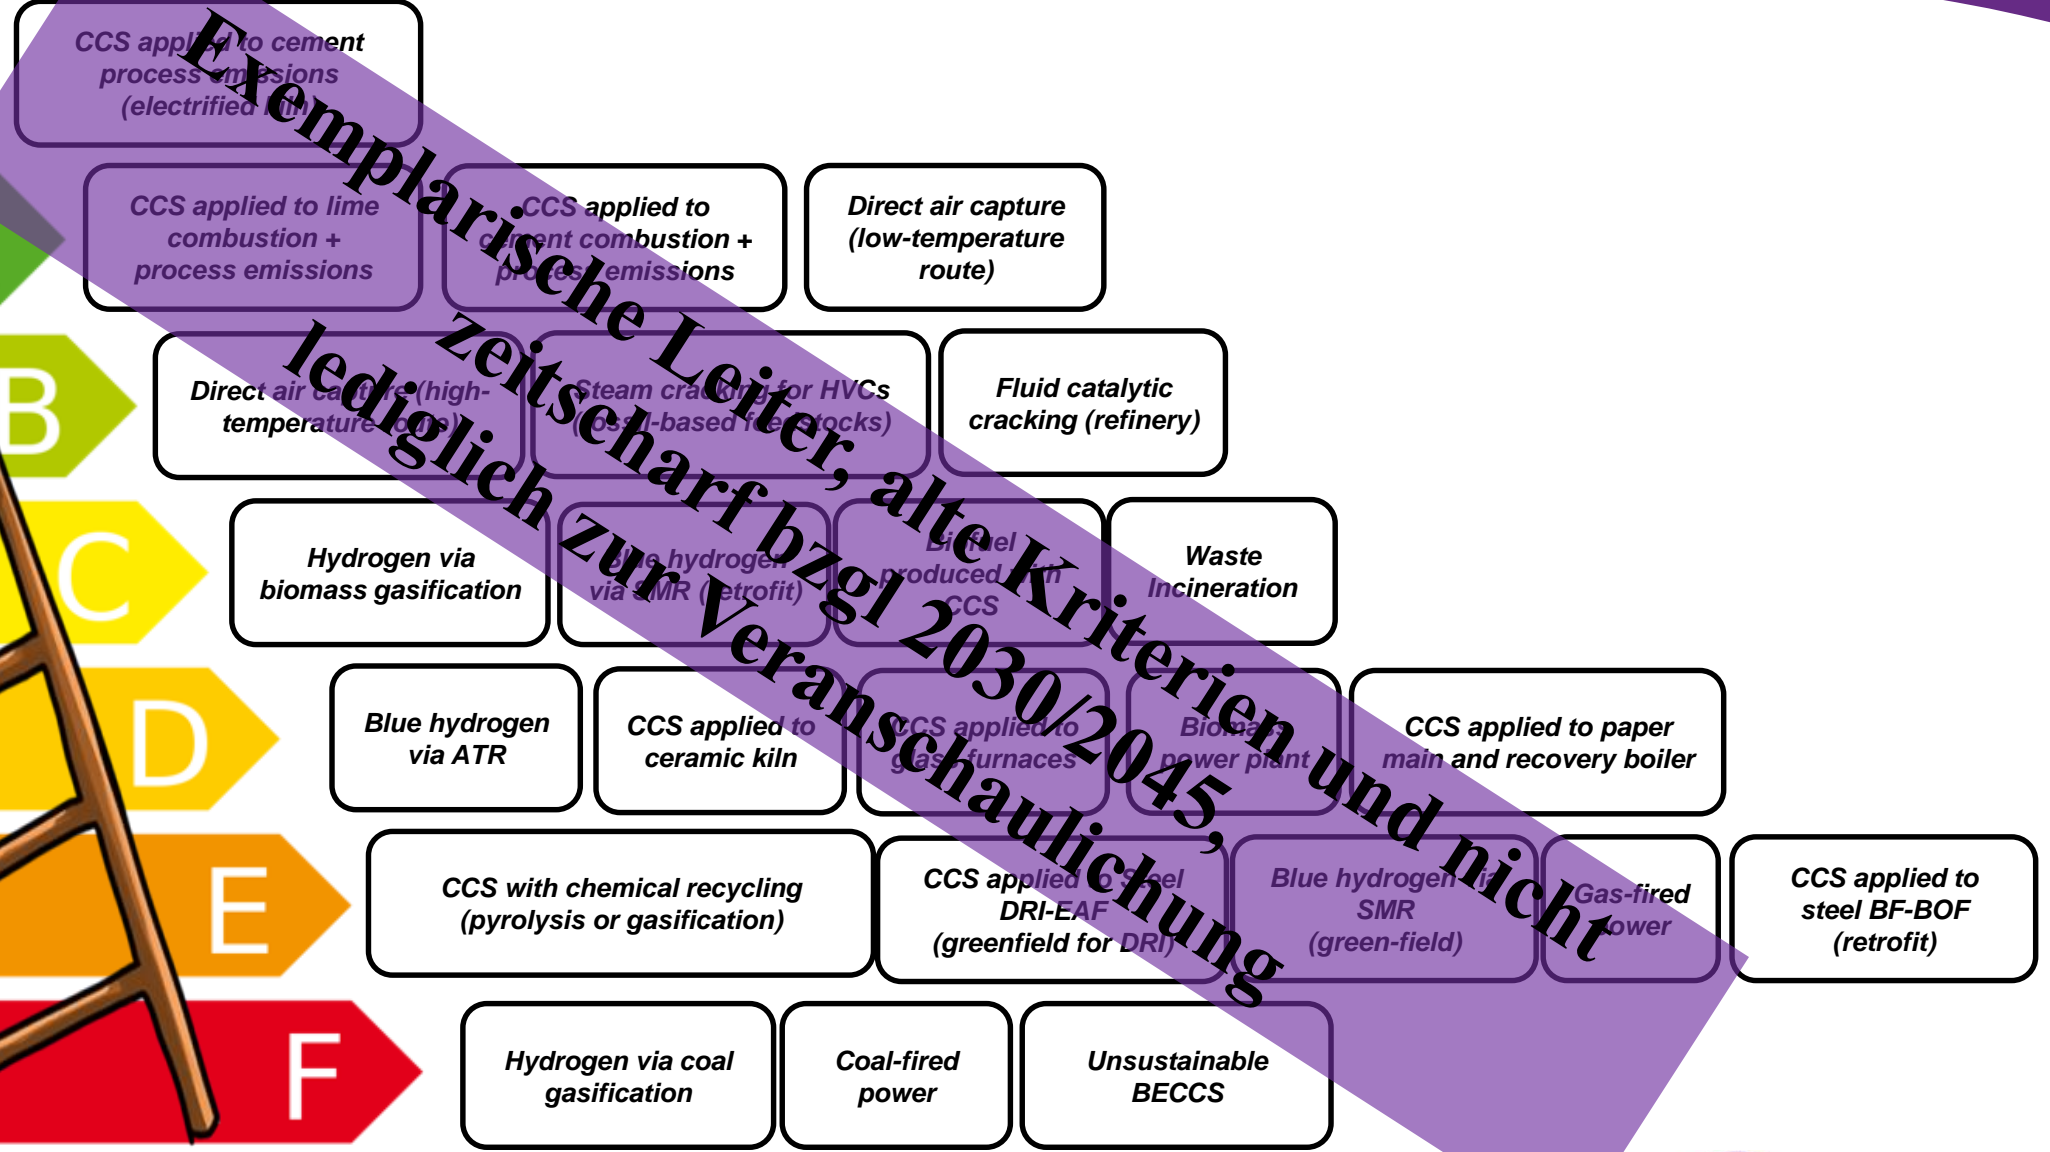 CCS applied to cement
process emissions
(electrified kiln)
CCS applied to lime
combustion +
process emissions
CCS applied to
cement combustion +
process emissions
Direct air capture
(low-temperature
route)
B
Direct air capture (high-
temperature route)
Steam cracking for HVCs
(fossil-based feedstocks)
Fluid catalytic
cracking (refinery)
C
Hydrogen via
biomass gasification
Blue hydrogen
via SMR (retrofit)
Biofuel
produced with
CCS
Waste
Incineration
D
Blue hydrogen
via ATR
CCS applied to
ceramic kiln
CCS applied to
glass furnaces
Biomass
power plant
CCS applied to paper
main and recovery boiler
E
CCS with chemical recycling
(pyrolysis or gasification)
CCS applied to Steel
DRI-EAF
(greenfield for DRI)
Blue hydrogen via
SMR
(green-field)
Gas-fired
power
CCS applied to
steel BF-BOF
(retrofit)
F
Hydrogen via coal
gasification
Coal-fired
power
Unsustainable
BECCS
Exemplarische Leiter, alte Kriterien und nicht
zeitscharf bzgl 2030/2045,
lediglich zur Veranschaulichung